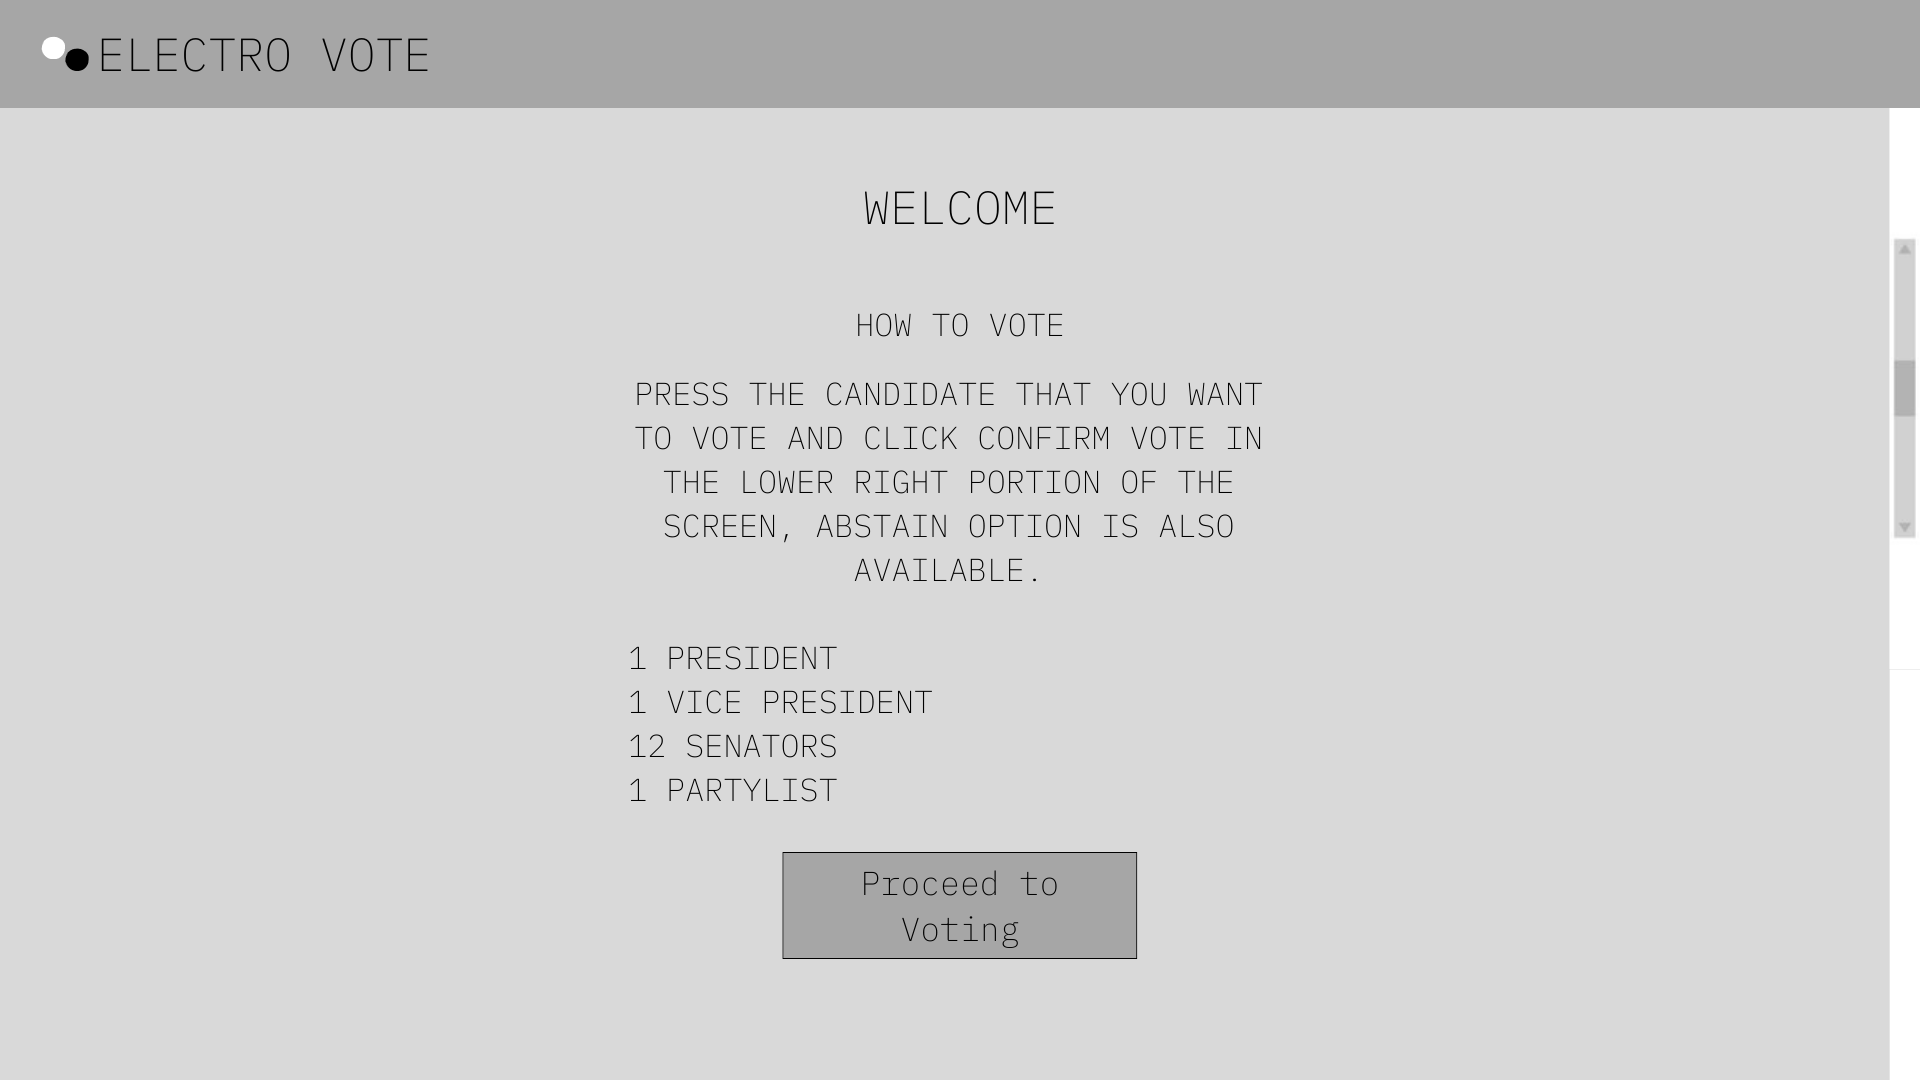 ELECTRO VOTE
WELCOME
HOW TO VOTE
PRESS THE CANDIDATE THAT YOU WANT
TO VOTE AND CLICK CONFIRM VOTE IN
THE LOWER RIGHT PORTION OF THE
SCREEN, ABSTAIN OPTION IS ALSO
AVAILABLE.
1 PRESIDENT
1 VICE PRESIDENT
12 SENATORS
1 PARTYLIST
Proceed to
Voting